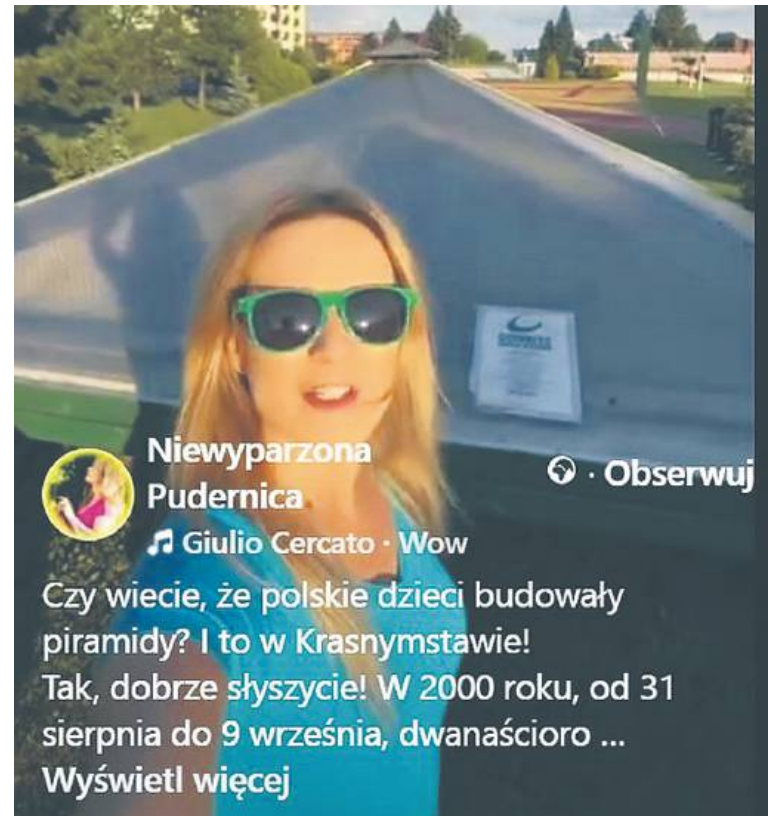 Niewyparzona
Pudernica
· Obserwuj
Giulio Cercato · Wow
Czy wiecie, że polskie dzieci budowały
piramidy? I to w Krasnymstawie!
Tak, dobrze słyszycie! W 2000 roku, od 31
sierpnia do 9 września, dwanaścioro ...
Wyświetl więcej